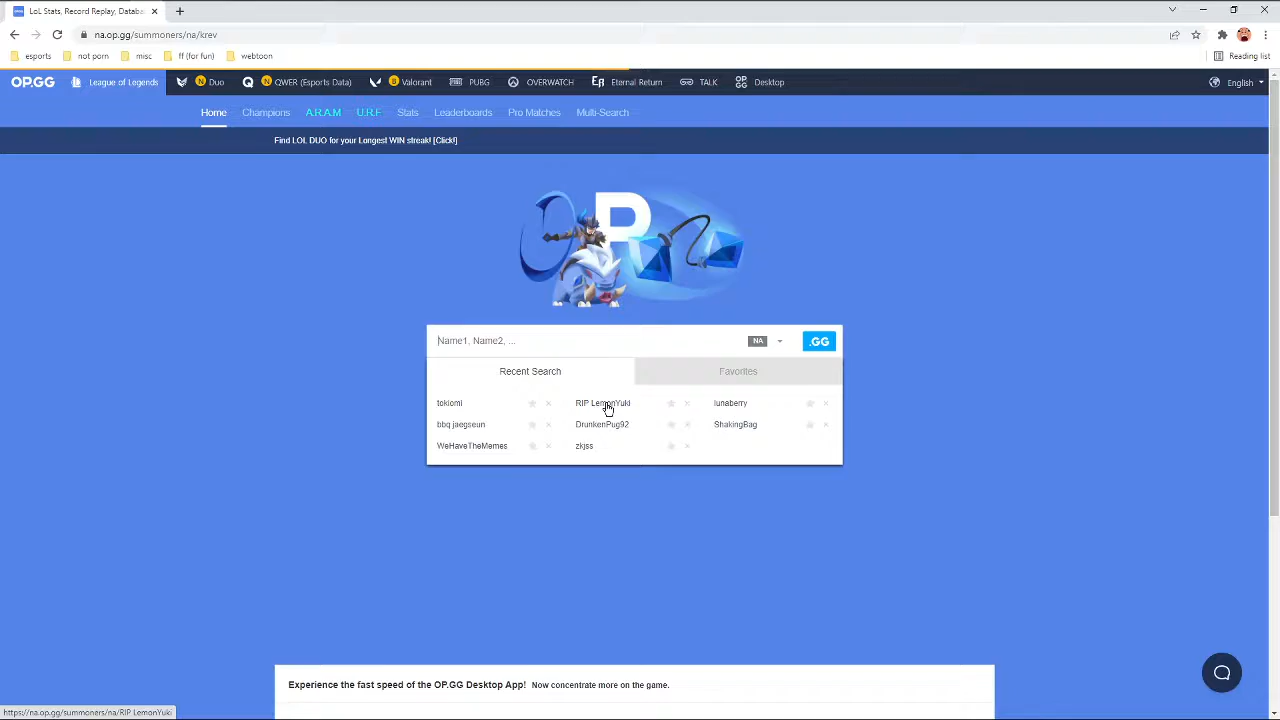 LoL Stats, Record Replay, Databa
na.op.gg/summoners/na/krev
esports not porn misc ff (for fun) webtoon Reading list
OP.GG League of Legends N Duo N QWER (Esports Data) B Valorant PUBG OVERWATCH Eternal Return TALK OP.GG Desktop English
Home Champions A.R.A.M U.R.F Stats Leaderboards Pro Matches Multi-Search
Find LOL DUO for your Longest WIN streak! [Click!]
OP
Name1, Name2, ... NA .GG
Recent Search Favorites
tokiomi RIP LemonYuki lunaberry
bbq jaegseun DrunkenPug92 ShakingBag
WeHaveTheMemes zkjss
Experience the fast speed of the OP.GG Desktop App! Now concentrate more on the game.
https://na.op.gg/summoners/na/RIP LemonYuki